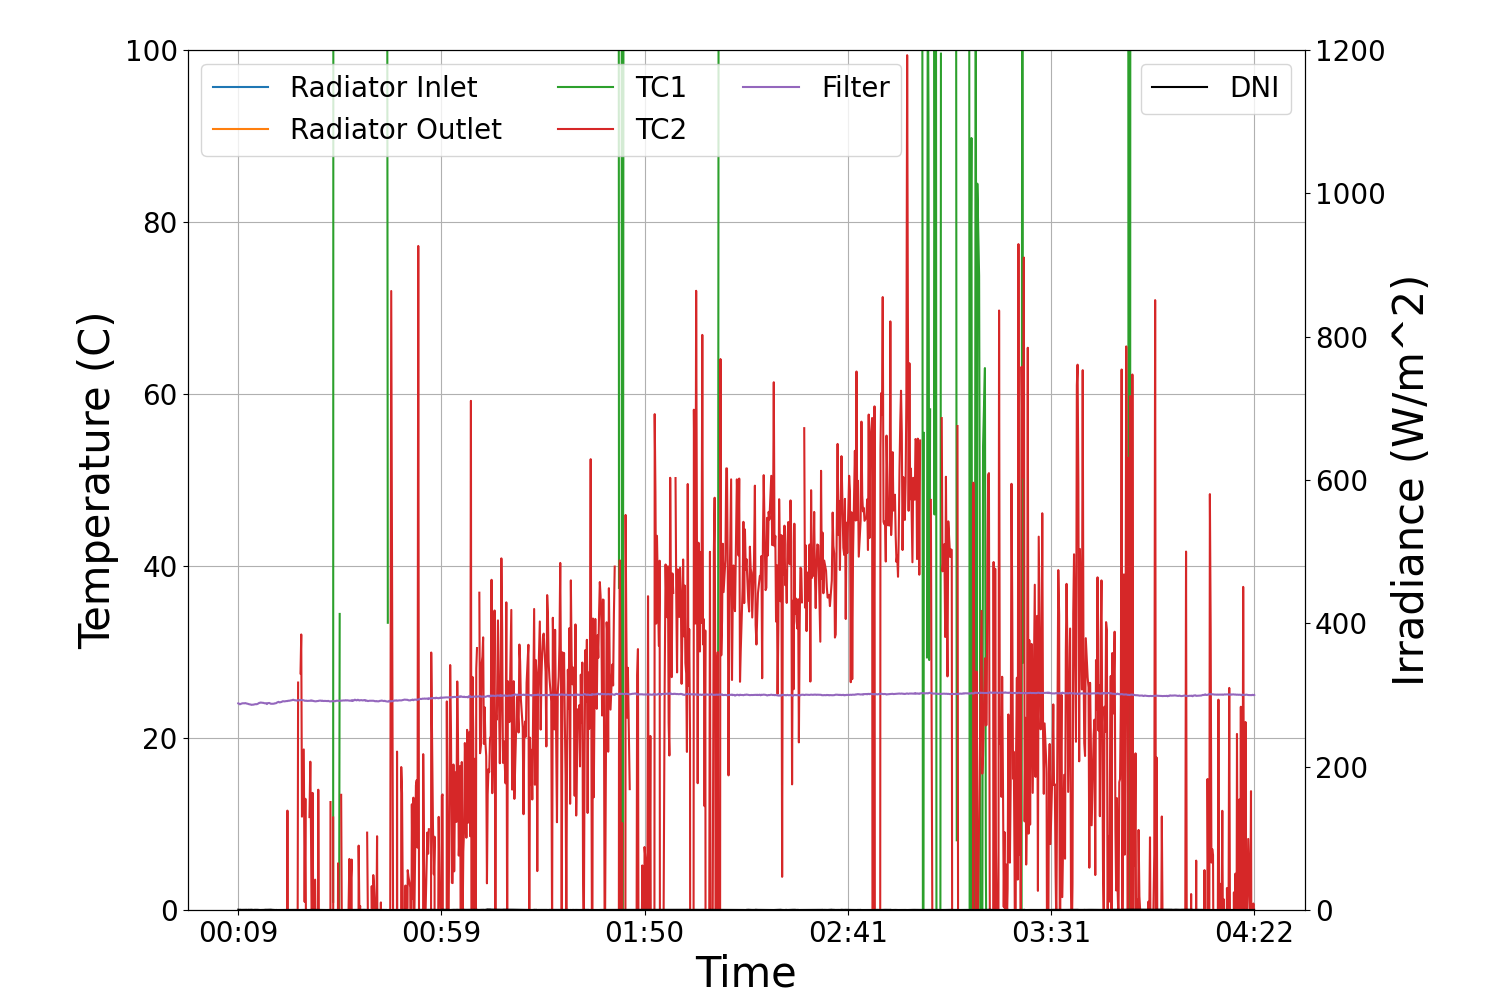 Radiator Inlet
Radiator Outlet
TC1
TC2
Filter
DNI
100
80
60
40
20
0
Temperature (C)
1200
1000
800
600
400
200
0
Irradiance (W/m^2)
00:09 00:59 01:50 02:41 03:31 04:22
Time